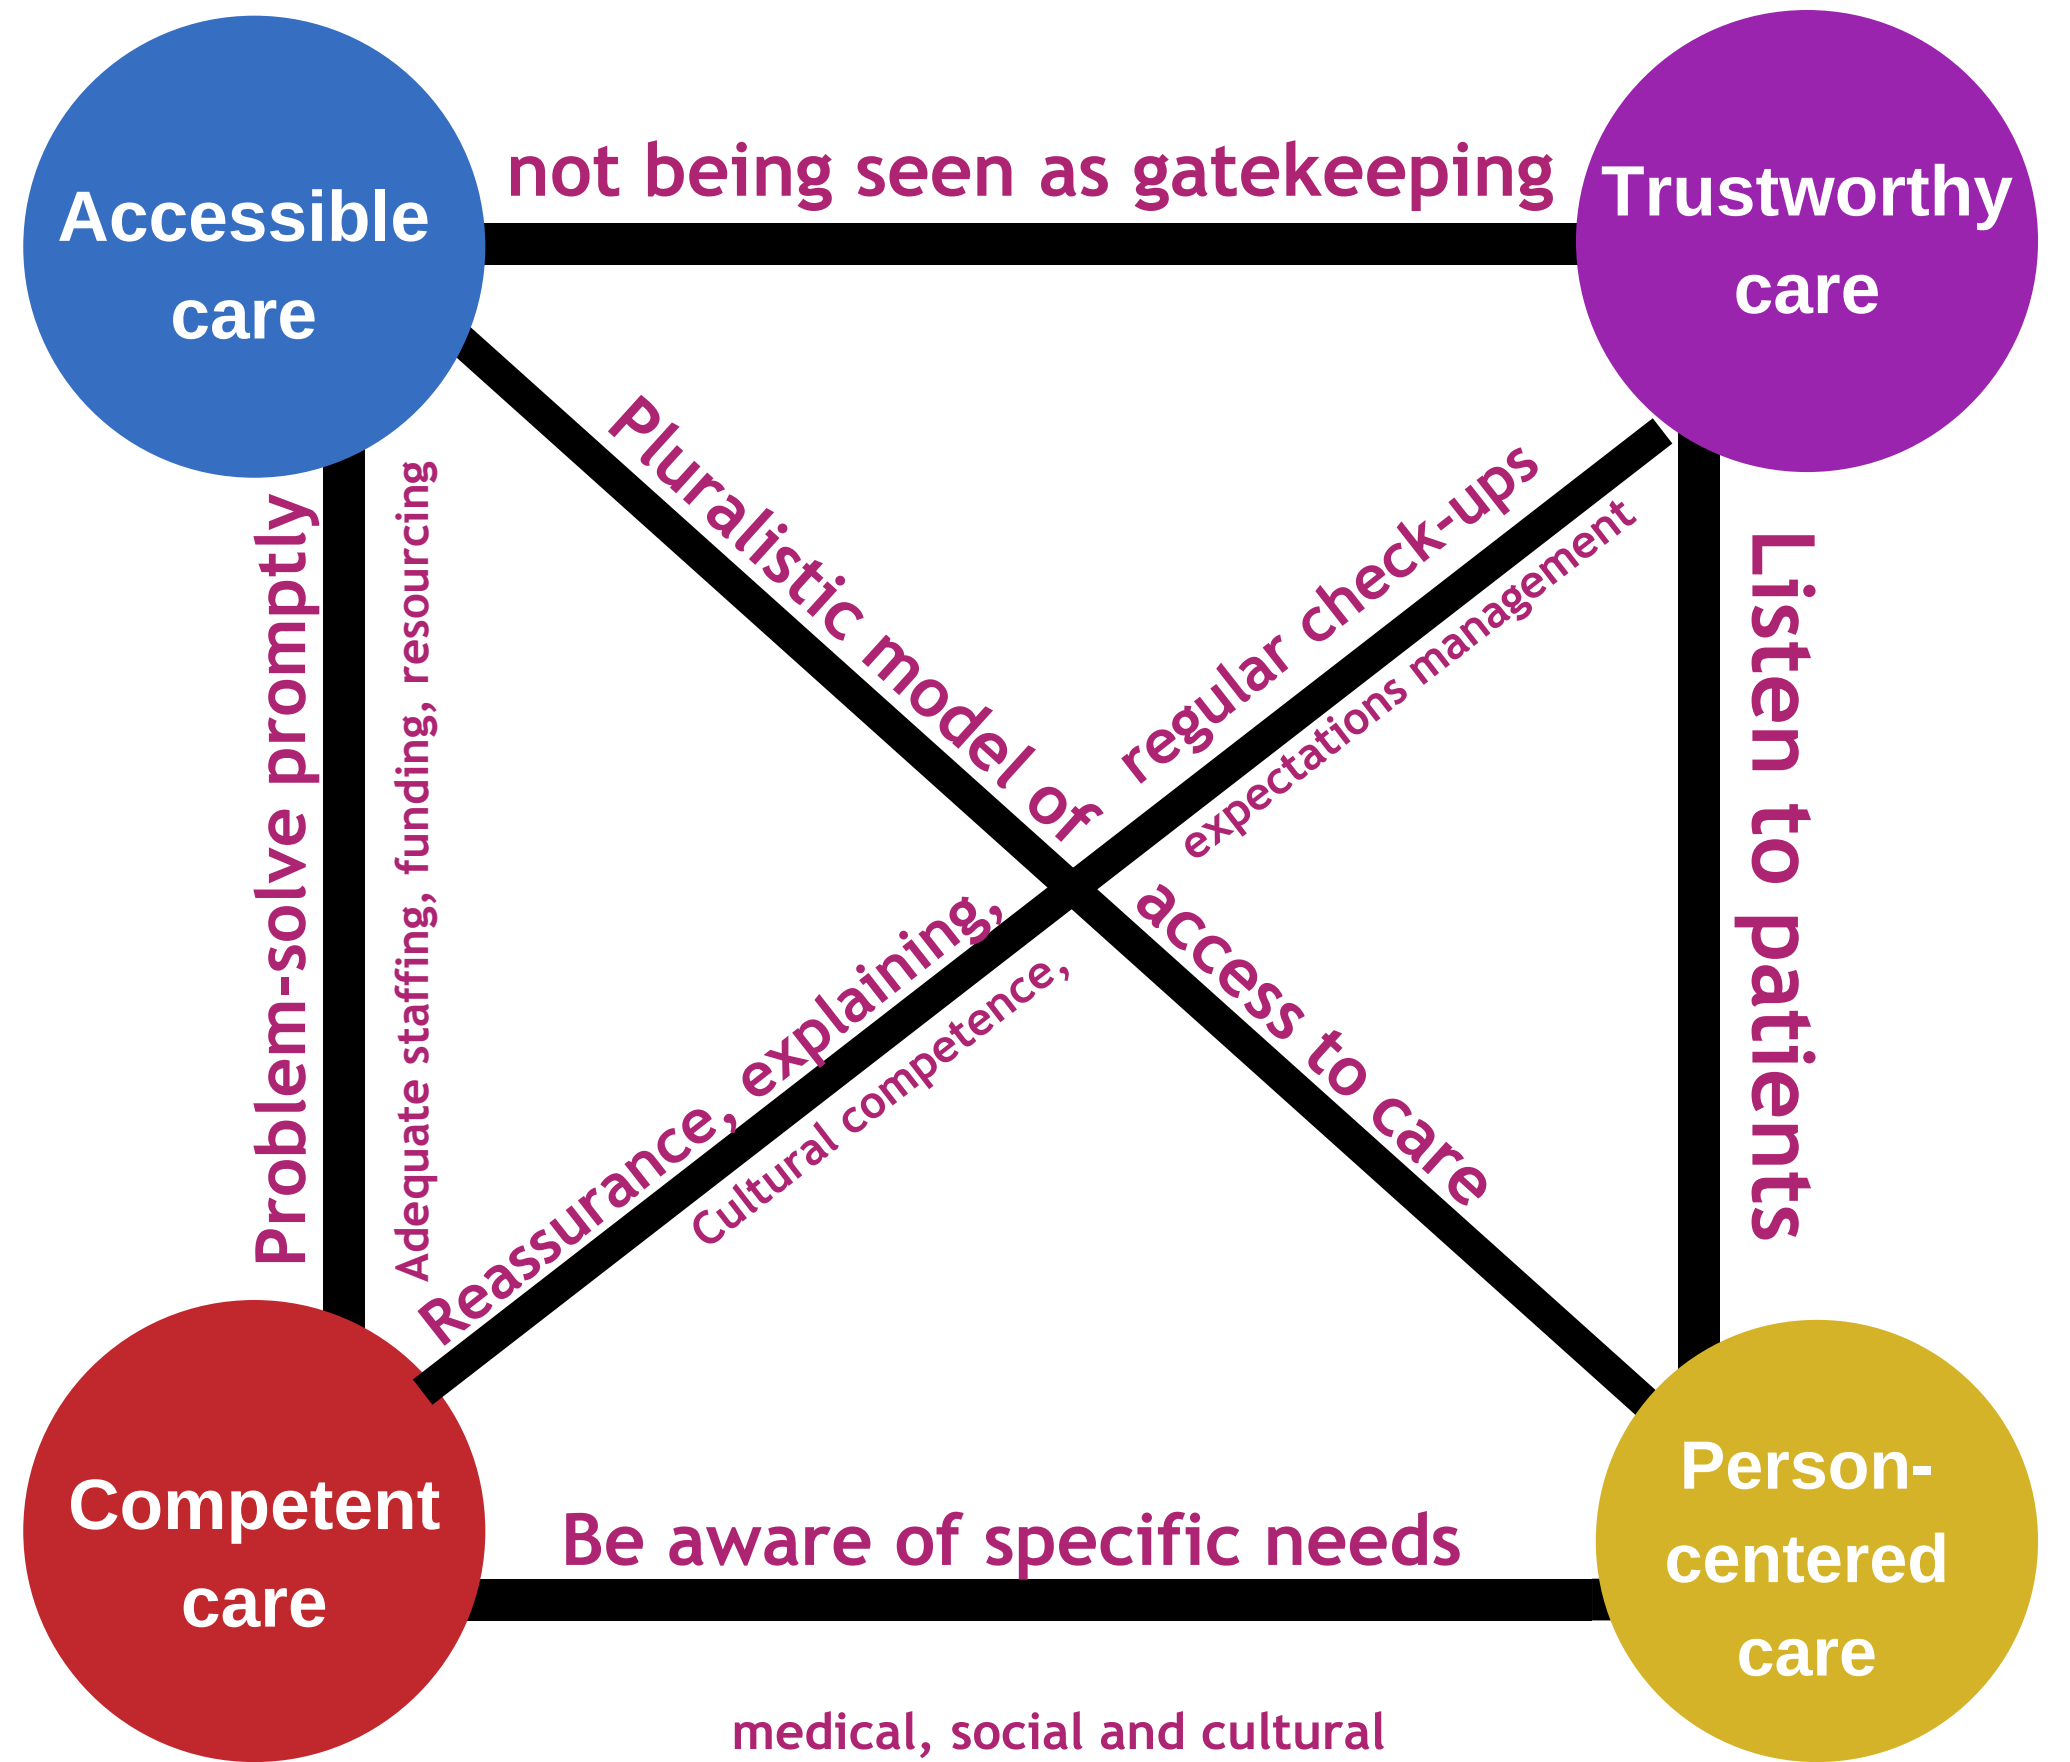 not being seen as gatekeeping
Accessible
care
Trustworthy
care
Problem-solve promptly
Adequate staffing, funding, resourcing
Pluralistic model of access to care
Reassurance, explaining, regular check-ups
Cultural competence, expectations management
Listen to patients
Competent
care
Be aware of specific needs
Person-
centered
care
medical, social and cultural